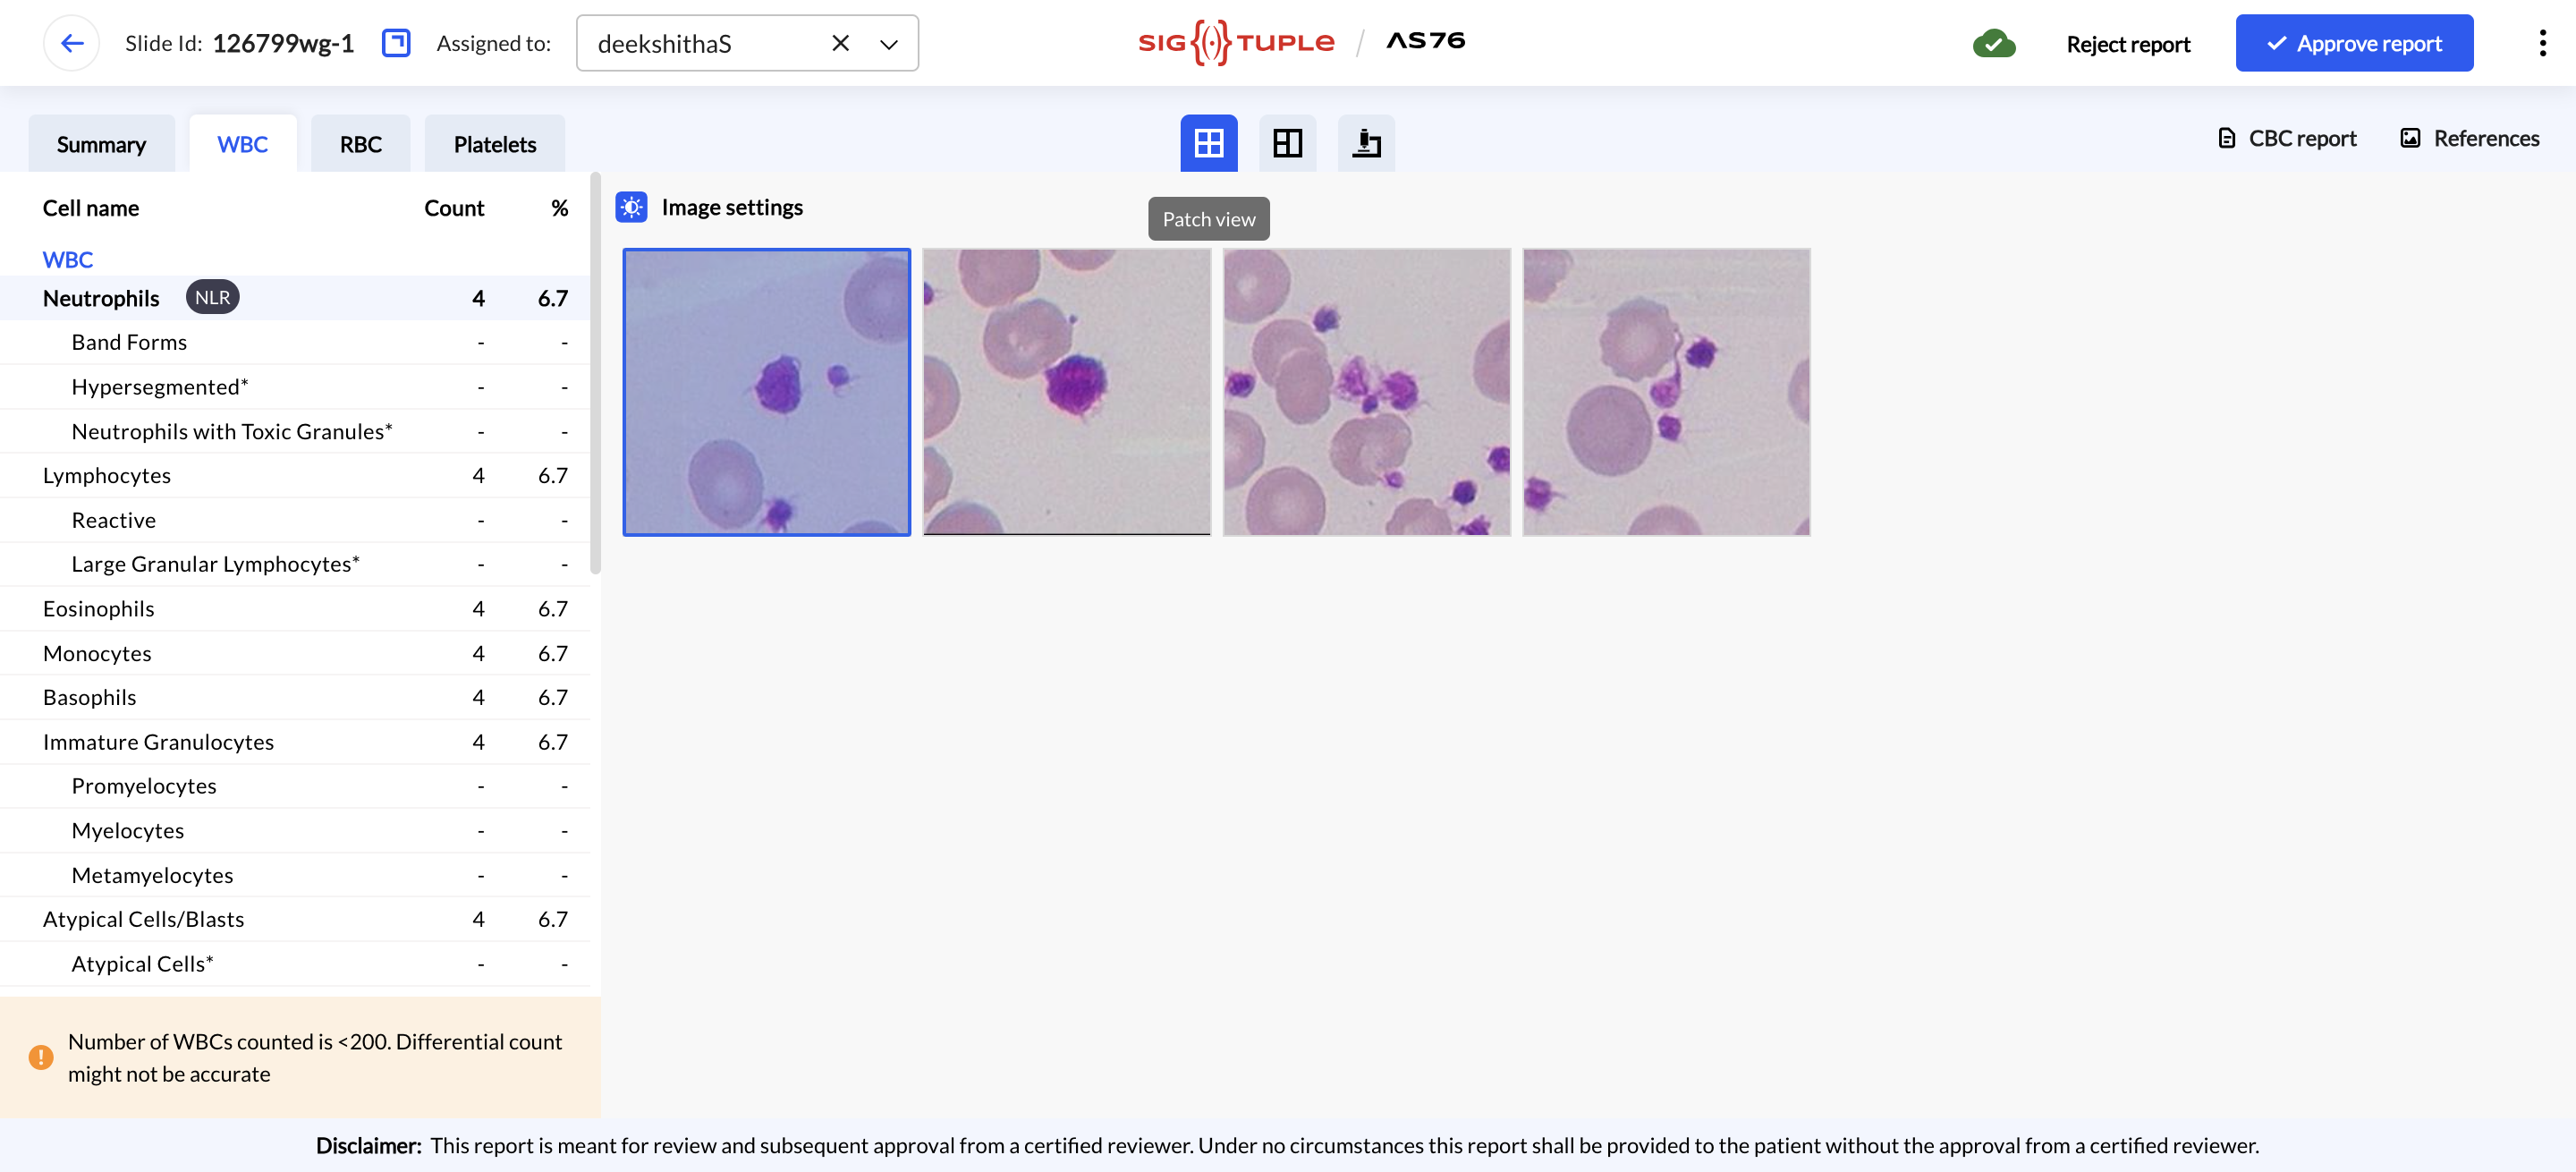 Slide Id: 126799wg-1 Assigned to: deekshithaS SIGTUPLE / AS76 Reject report Approve report
Summary WBC RBC Platelets CBC report References
Cell name Count % Image settings
Patch view
WBC
Neutrophils NLR 4 6.7
Band Forms - -
Hypersegmented* - -
Neutrophils with Toxic Granules* - -
Lymphocytes 4 6.7
Reactive - -
Large Granular Lymphocytes* - -
Eosinophils 4 6.7
Monocytes 4 6.7
Basophils 4 6.7
Immature Granulocytes 4 6.7
Promyelocytes - -
Myelocytes - -
Metamyelocytes - -
Atypical Cells/Blasts 4 6.7
Atypical Cells* - -
Number of WBCs counted is <200. Differential count
might not be accurate
Disclaimer: This report is meant for review and subsequent approval from a certified reviewer. Under no circumstances this report shall be provided to the patient without the approval from a certified reviewer.